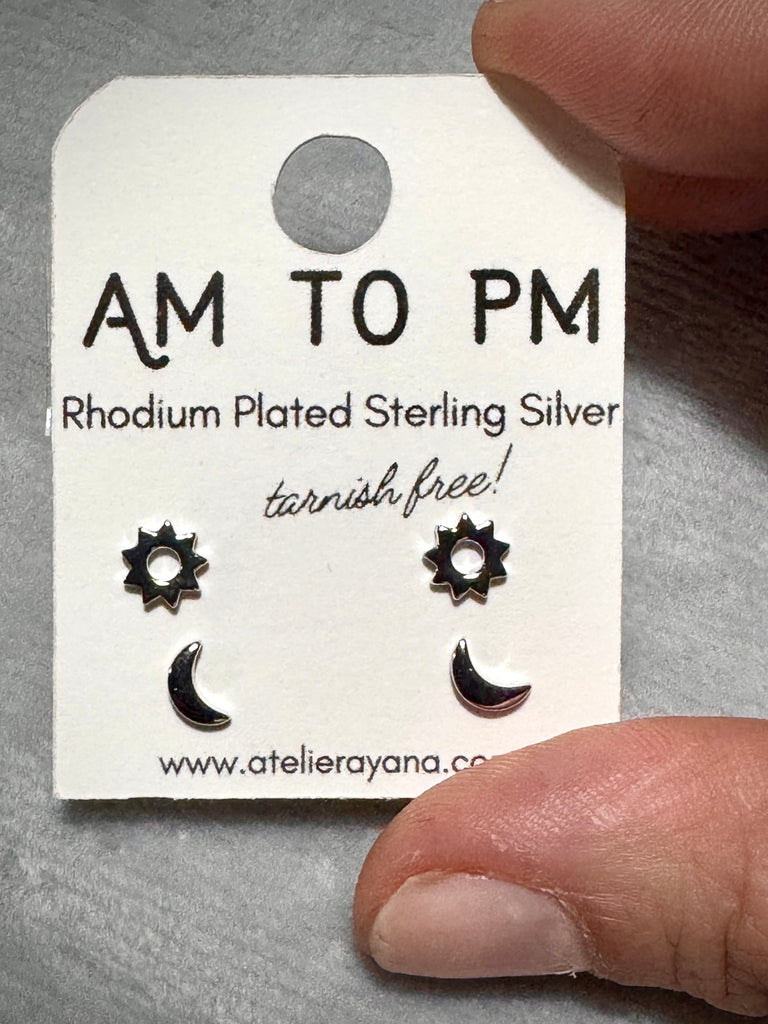 AM TO PM
Rhodium Plated Sterling Silver
tarnish free!
www.atelierayana.co